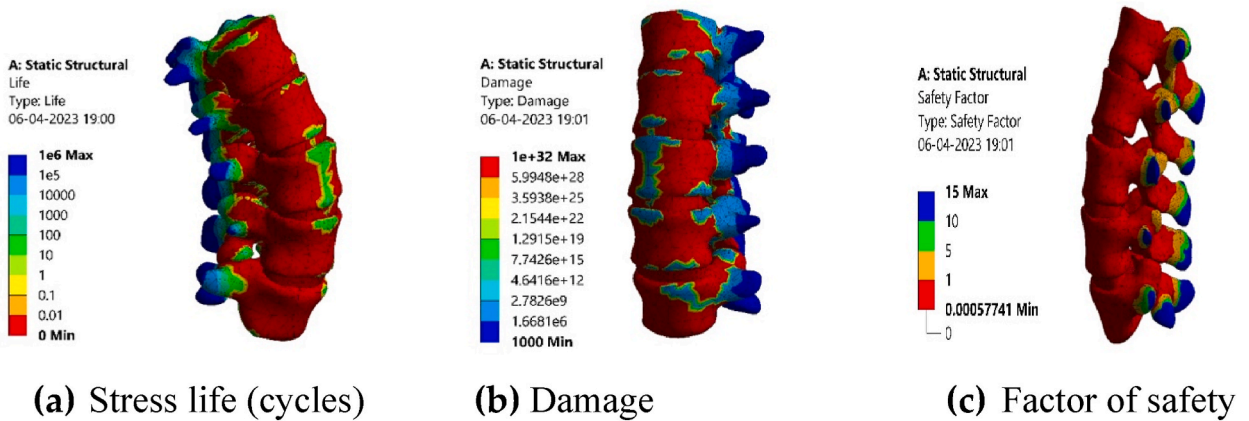 A: Static Structural
Life
Type: Life
06-04-2023 19:00
1e6 Max
1e5
10000
1000
100
10
1
0.1
0.01
0 Min
(a) Stress life (cycles)
A: Static Structural
Damage
Type: Damage
06-04-2023 19:01
1e+32 Max
5.9948e+28
3.5938e+25
2.1544e+22
1.2915e+19
7.7426e+15
4.6416e+12
2.7826e9
1.6681e6
1000 Min
(b) Damage
A: Static Structural
Safety Factor
Type: Safety Factor
06-04-2023 19:01
15 Max
10
5
1
0.00057741 Min
0
(c) Factor of safety